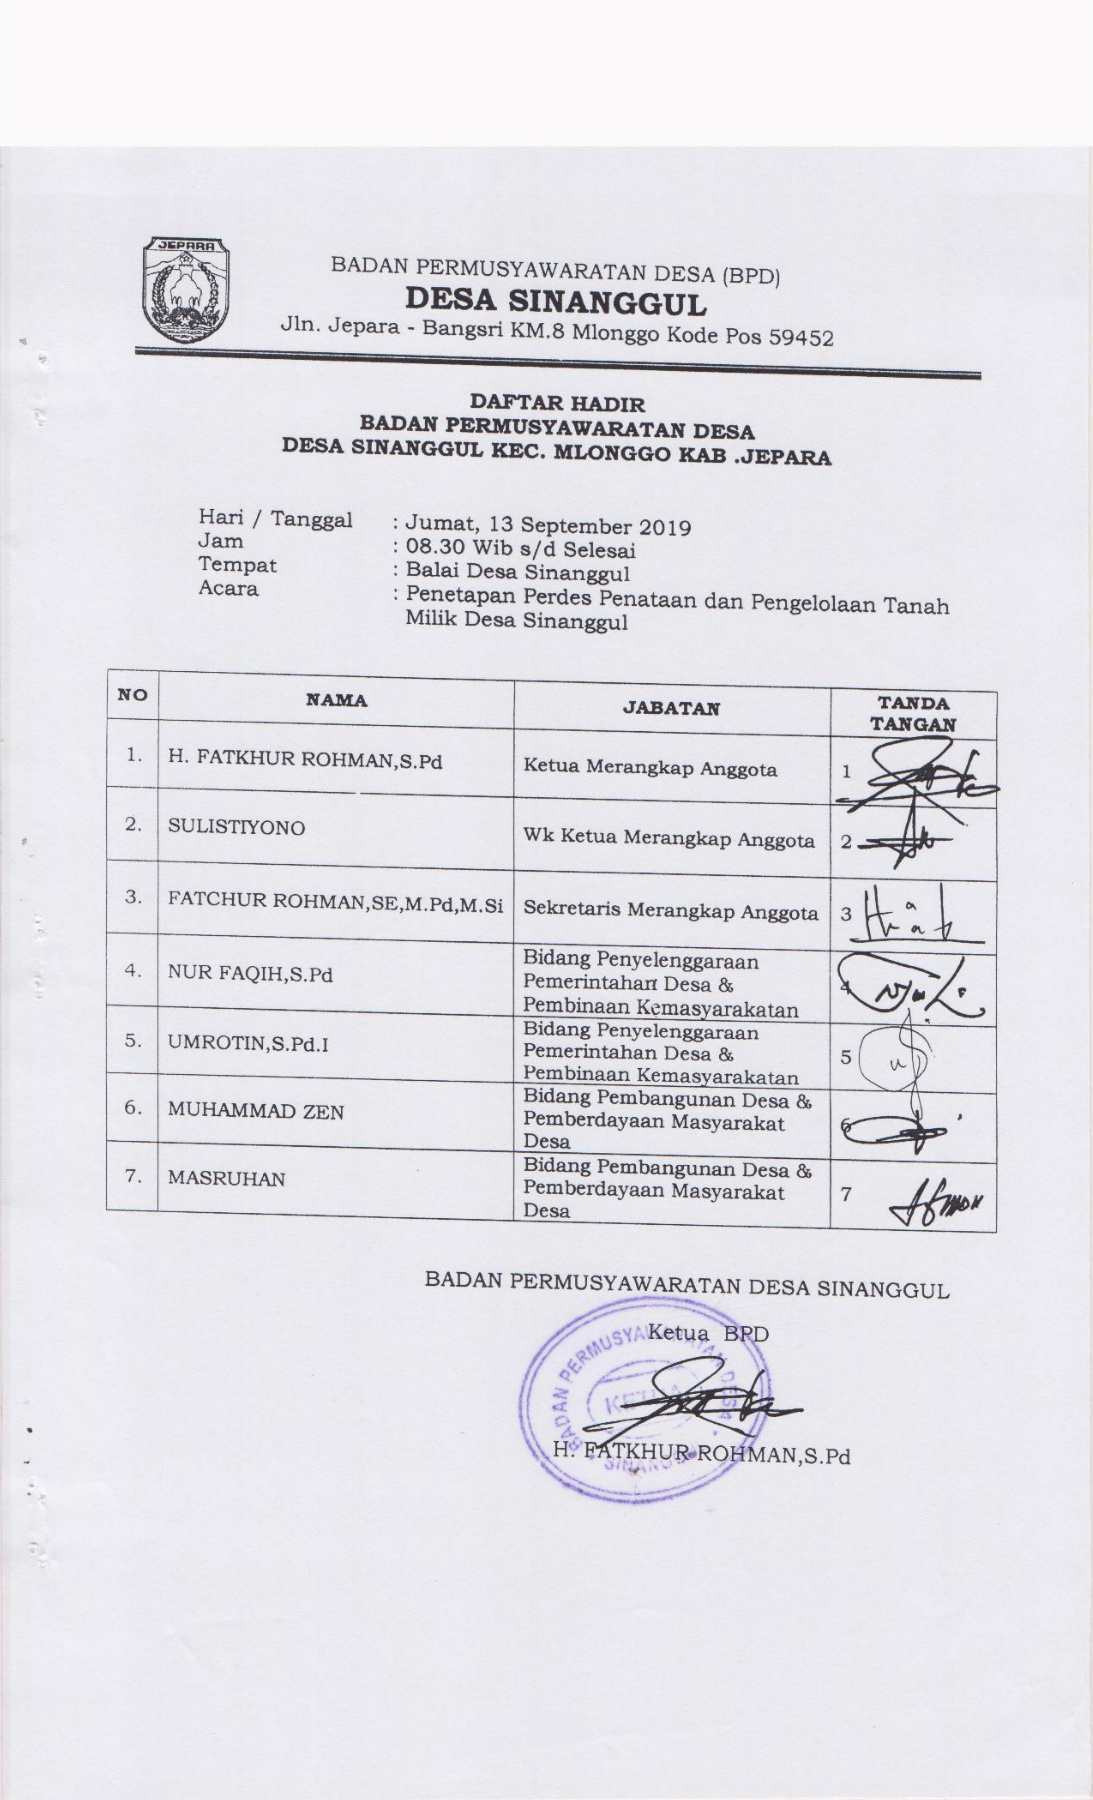 JEPARA
BADAN PERMUSYAWARATAN DESA (BPD)
DESA SINANGGUL
Jln. Jepara - Bangsri KM.8 Mlonggo Kode Pos 59452
DAFTAR HADIR
BADAN PERMUSYAWARATAN DESA
DESA SINANGGUL KEC. MLONGGO KAB .JEPARA
Hari / Tanggal : Jumat, 13 September 2019
Jam : 08.30 Wib s/d Selesai
Tempat : Balai Desa Sinanggul
Acara : Penetapan Perdes Penataan dan Pengelolaan Tanah
Milik Desa Sinanggul
NO NAMA JABATAN TANDA
TANGAN
1. H. FATKHUR ROHMAN,S.Pd Ketua Merangkap Anggota 1
2. SULISTIYONO Wk Ketua Merangkap Anggota 2
3. FATCHUR ROHMAN,SE,M.Pd,M.Si Sekretaris Merangkap Anggota 3
4. NUR FAQIH,S.Pd Bidang Penyelenggaraan 4
Pemerintahan Desa &
Pembinaan Kemasyarakatan
5. UMROTIN,S.Pd.I Bidang Penyelenggaraan 5
Pemerintahan Desa &
Pembinaan Kemasyarakatan
6. MUHAMMAD ZEN Bidang Pembangunan Desa & 6
Pemberdayaan Masyarakat
Desa
7. MASRUHAN Bidang Pembangunan Desa & 7
Pemberdayaan Masyarakat
Desa
BADAN PERMUSYAWARATAN DESA SINANGGUL
Ketua BPD
BADAN PERMUSYAWARATAN DESA
H. FATKHUR ROHMAN,S.Pd